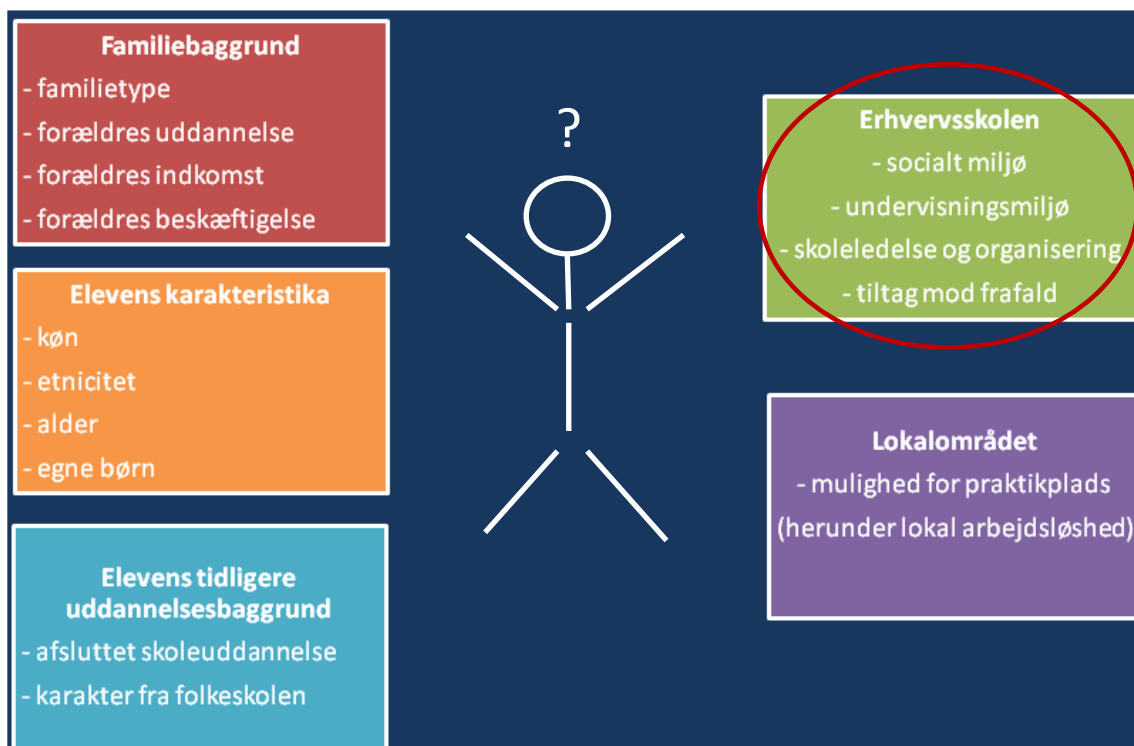 Familiebaggrund
- familietype
- forældres uddannelse
- forældres indkomst
- forældres beskæftigelse
Elevens karakteristika
- køn
- etnicitet
- alder
- egne børn
Elevens tidligere
uddannelsesbaggrund
- afsluttet skoleuddannelse
- karakter fra folkeskolen
?
Erhvervsskolen
- socialt miljø
- undervisningsmiljø
- skoleledelse og organisering
- tiltag mod frafald
Lokalområdet
- mulighed for praktikplads
(herunder lokal arbejdsløshed)